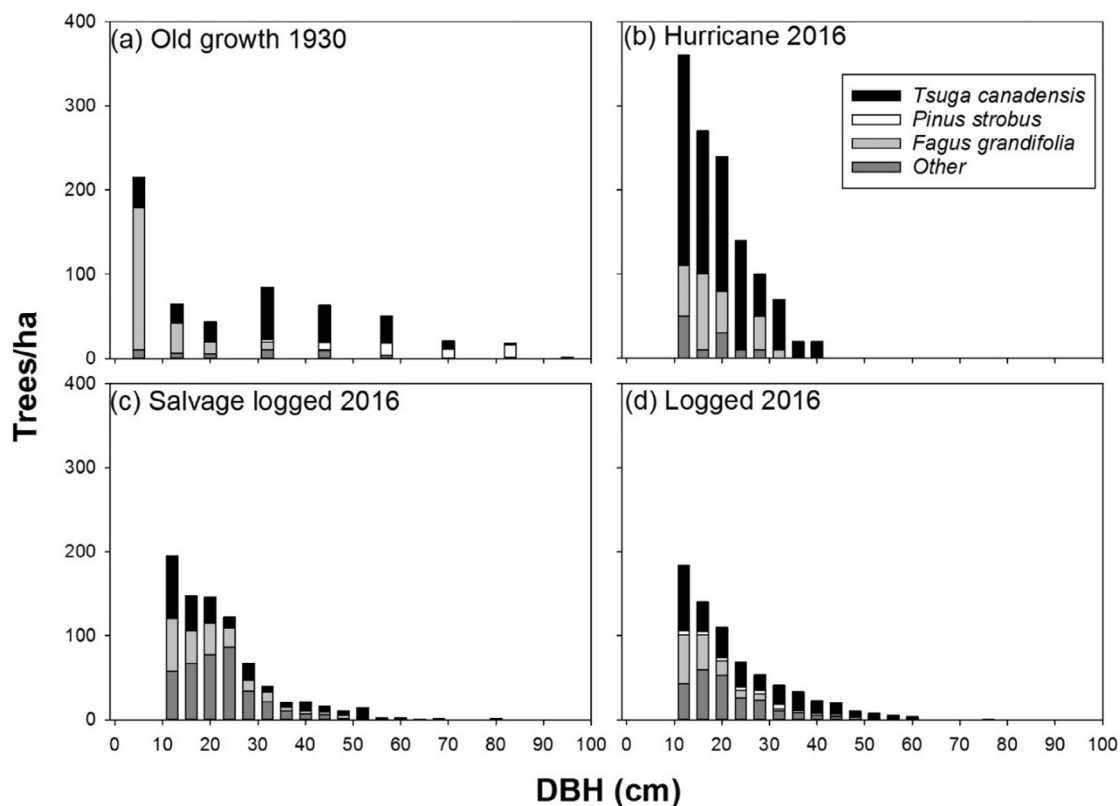 400
300
200
100
0
(a) Old growth 1930
(b) Hurricane 2016
Tsuga canadensis
Pinus strobus
Fagus grandifolia
Other
Trees/ha
400
300
200
100
0
(c) Salvage logged 2016
(d) Logged 2016
0 10 20 30 40 50 60 70 80 90 100
0 10 20 30 40 50 60 70 80 90 100
DBH (cm)